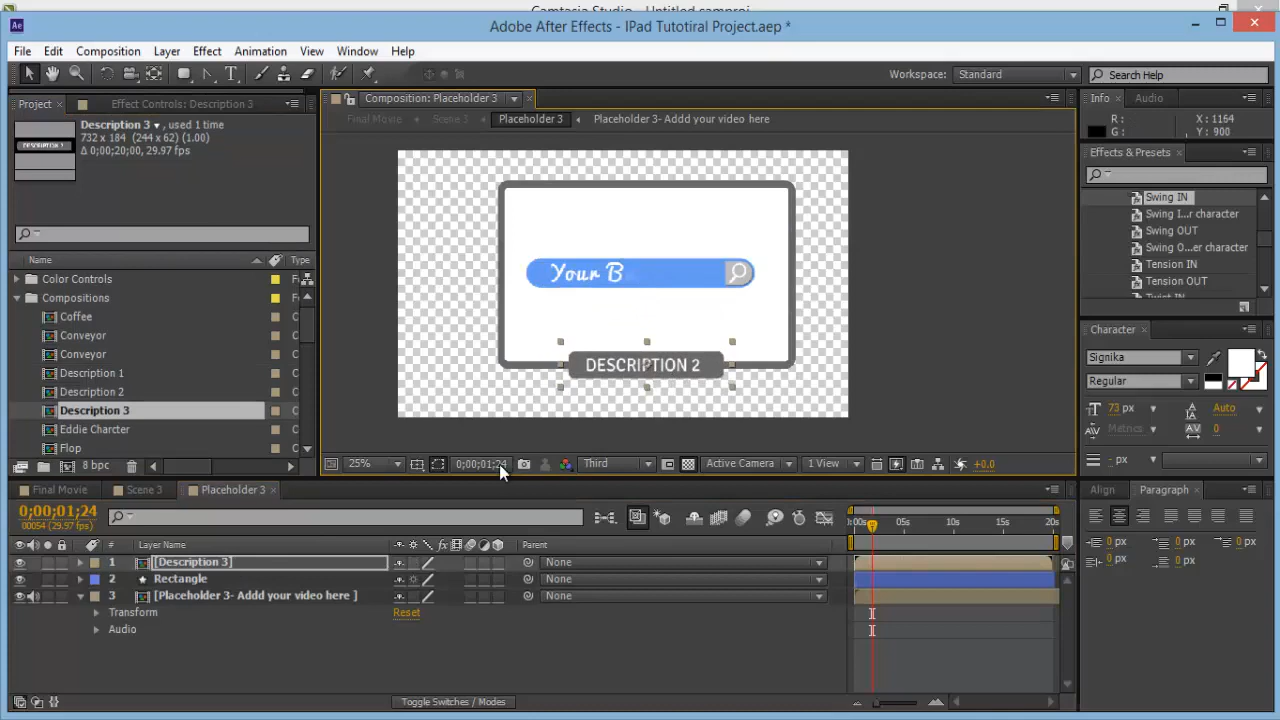 Camtasia Studio - Untitled.camproj
Adobe After Effects - IPad Tutotiral Project.aep *
File Edit Composition Layer Effect Animation View Window Help
Workspace: Standard Search Help
Project Effect Controls: Description 3 Composition: Placeholder 3 Info Audio
Description 3 , used 1 time
732 x 184 (244 x 62) (1.00)
Δ 0;00;20;00, 29.97 fps
Final Movie Scene 3 Placeholder 3 Placeholder 3- Addd your video here
R : X : 1164
G : Y : 900
Effects & Presets
Name Type
Color Controls F
Compositions F
Coffee C
Conveyor C
Conveyor C
Description 1 C
Description 2 C
Description 3 C
Eddie Charcter C
Flop C
8 bpc
Your B
DESCRIPTION 2
Swing IN
Swing I...r character
Swing OUT
Swing O...er character
Tension IN
Tension OUT
Twist IN
Character
Signika
Regular
73 px Auto
Metrics 0
- px
25% 0;00;01;24 Third Active Camera 1 View +0.0
Final Movie Scene 3 Placeholder 3 Align Paragraph
0;00;01;24
00054 (29.97 fps)
:00s 05s 10s 15s 20s
# Layer Name Parent
1 [Description 3] None
2 Rectangle None
3 [Placeholder 3- Addd your video here ] None
Transform Reset
Audio
0 px 0 px 0 px
0 px 0 px
Toggle Switches / Modes